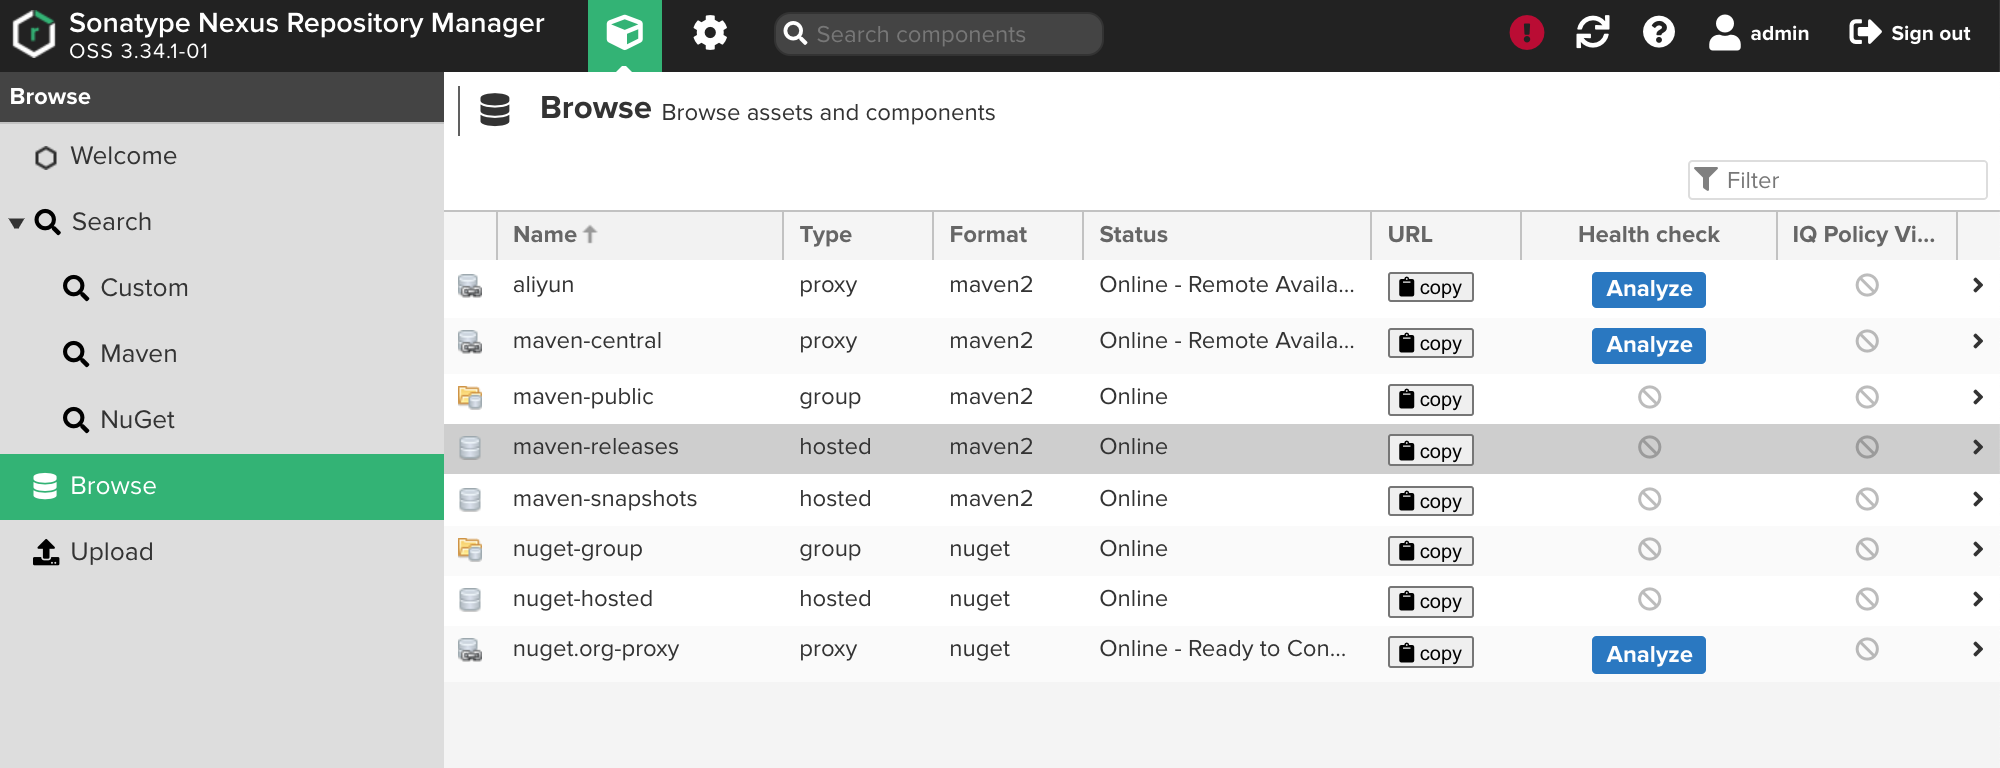 Sonatype Nexus Repository Manager
OSS 3.34.1-01
Search components
admin
Sign out
Browse
Welcome
Search
Custom
Maven
NuGet
Browse
Upload
Browse Browse assets and components
Filter
Name Type Format Status URL Health check IQ Policy Vi...
aliyun proxy maven2 Online - Remote Availa... copy Analyze
maven-central proxy maven2 Online - Remote Availa... copy Analyze
maven-public group maven2 Online copy
maven-releases hosted maven2 Online copy
maven-snapshots hosted maven2 Online copy
nuget-group group nuget Online copy
nuget-hosted hosted nuget Online copy
nuget.org-proxy proxy nuget Online - Ready to Con... copy Analyze